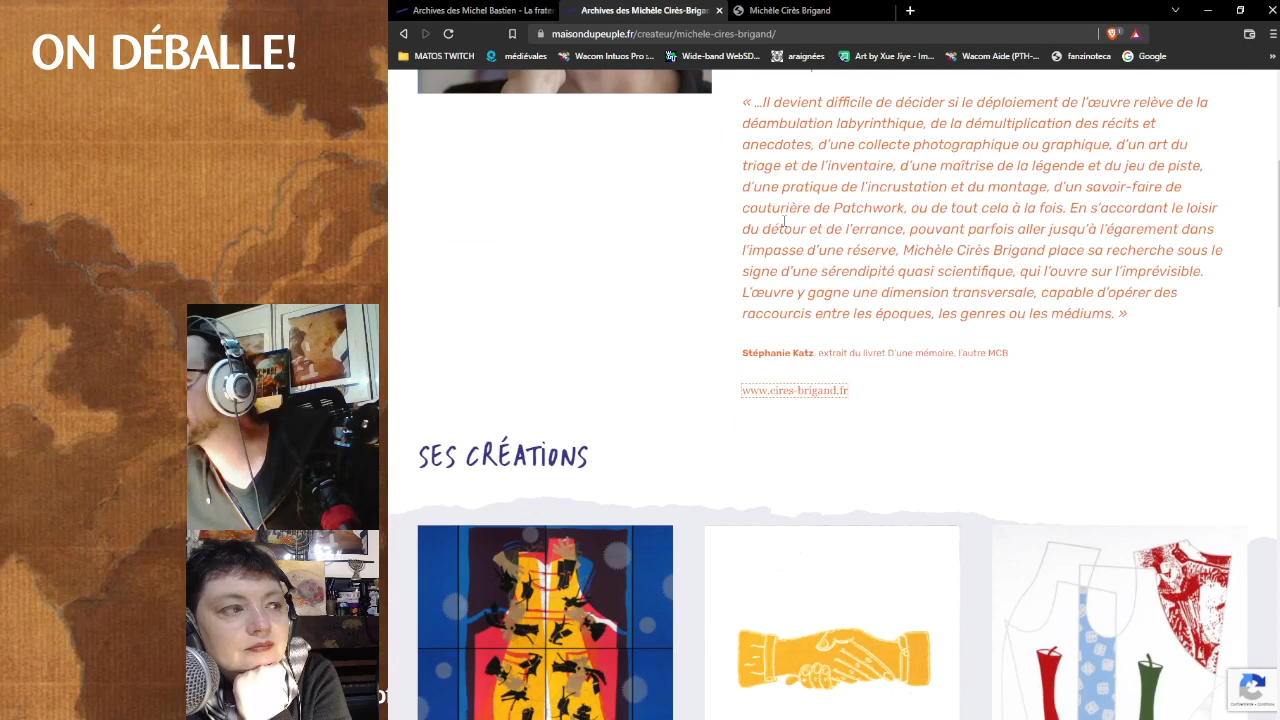 ON DÉBALLE!
Archives des Michel Bastien - La frater
Archives des Michèle Cirès-Brigan
Michèle Cirès Brigand
maisondupeuple.fr/createur/michele-cires-brigand/
MATOS TWITCH
médiévales
Wacom Intuos Pro :...
Wib. Brand - WebSD...
araignées
Art by Xue Jiye - Im...
Wacom Aide (PTH-...
Google
« ...Il devient difficile de décider si le déploiement de l'œuvre relève de la
déambulation labyrinthique, de la démultiplication des récits et
anecdotes, d'une collecte photographique ou graphique, d'un art du
triage et de l'inventaire, d'une maîtrise de la légende et du jeu de piste,
d'une pratique de l'incrustation et du montage, d'un savoir-faire de
couturière de Patchwork, ou de tout cela à la fois. En s'accordant le loisir
du détour et de l'errance, pouvant parfois aller jusqu'à l'égarement dans
l'impasse d'une réserve, Michèle Cirès Brigand place sa recherche sous le
signe d'une sérendipité quasi scientifique, qui l'ouvre sur l'imprévisible.
L'œuvre y gagne une dimension transversale, capable d'opérer des
raccourcis entre les époques, les genres ou les médiums. »
Stéphanie Katz, extrait du livret D'une mémoire, l'autre MCB
www.cires-brigand.fr
SES CRÉATIONS